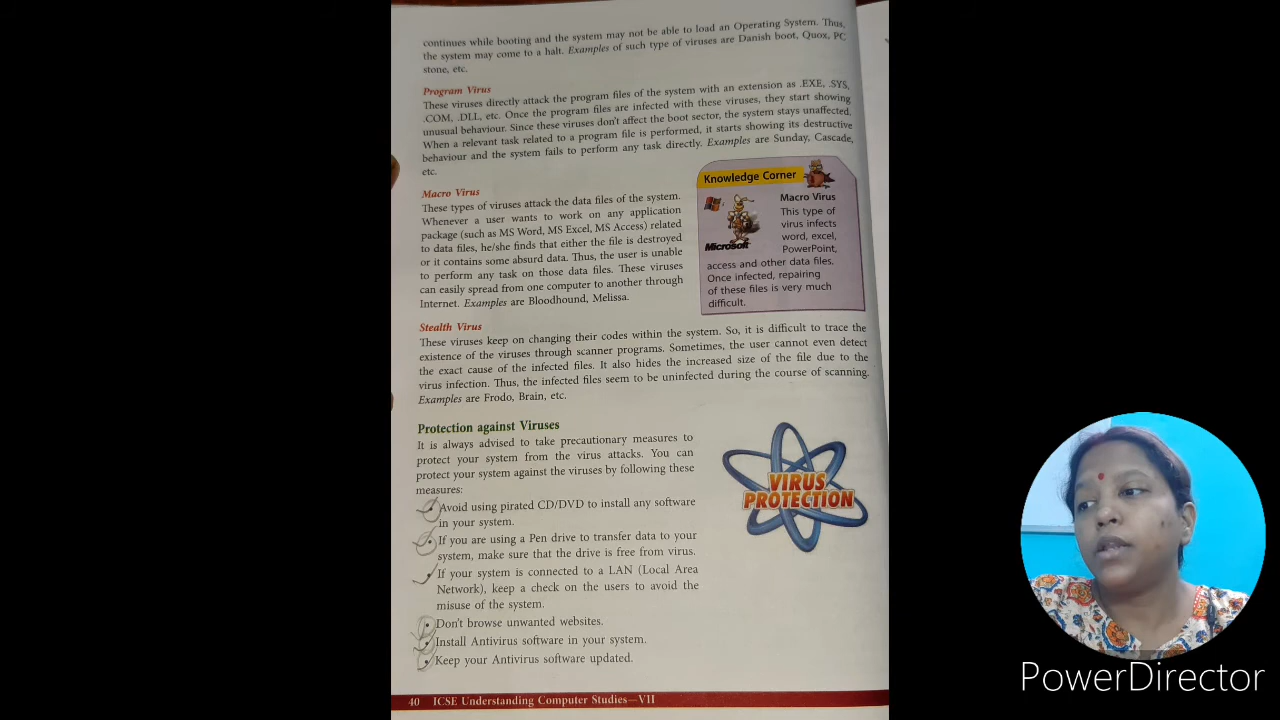 continues while booting and the system may not be able to load an Operating System. Thus,
the system may come to a halt. Examples of such type of viruses are Danish boot, Quox, PC
stone, etc.
Program Virus
These viruses directly attack the program files of the system with an extension as .EXE, .SYS,
.COM, .DLL, etc. Once the program files are infected with these viruses, they start showing
unusual behaviour. Since these viruses don't affect the boot sector, the system stays unaffected.
When a relevant task related to a program file is performed, it starts showing its destructive
behaviour and the system fails to perform any task directly. Examples are Sunday, Cascade,
etc.
Macro Virus
These types of viruses attack the data files of the system.
Whenever a user wants to work on any application
package (such as MS Word, MS Excel, MS Access) related
to data files, he/she finds that either the file is destroyed
or it contains some absurd data. Thus, the user is unable
to perform any task on those data files. These viruses
can easily spread from one computer to another through
Internet. Examples are Bloodhound, Melissa.
Knowledge Corner
Microsoft
Macro Virus
This type of
virus infects
word, excel,
PowerPoint,
access and other data files.
Once infected, repairing
of these files is very much
difficult.
Stealth Virus
These viruses keep on changing their codes within the system. So, it is difficult to trace the
existence of the viruses through scanner programs. Sometimes, the user cannot even detect
the exact cause of the infected files. It also hides the increased size of the file due to the
virus infection. Thus, the infected files seem to be uninfected during the course of scanning.
Examples are Frodo, Brain, etc.
Protection against Viruses
It is always advised to take precautionary measures to
protect your system from the virus attacks. You can
protect your system against the viruses by following these
measures:
• Avoid using pirated CD/DVD to install any software
in your system.
• If you are using a Pen drive to transfer data to your
system, make sure that the drive is free from virus.
• If your system is connected to a LAN (Local Area
Network), keep a check on the users to avoid the
misuse of the system.
• Don't browse unwanted websites.
• Install Antivirus software in your system.
• Keep your Antivirus software updated.
VIRUS
PROTECTION
40 ICSE Understanding Computer Studies—VII
PowerDirector